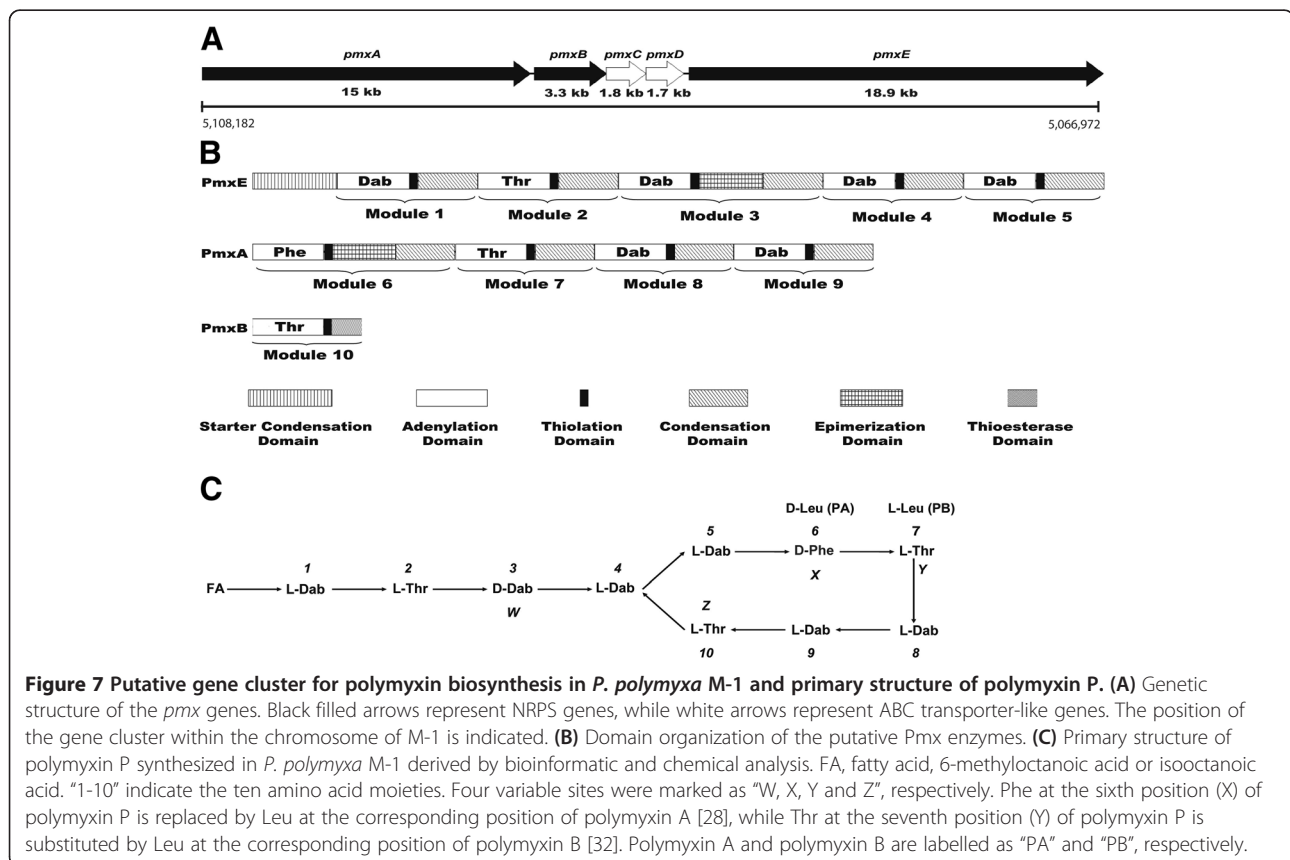 A
pmxA pmxB pmxC pmxD pmxE
15 kb 3.3 kb 1.8 kb 1.7 kb 18.9 kb
5,108,182 5,066,972
B
PmxE Dab Thr Dab Dab Dab
Module 1 Module 2 Module 3 Module 4 Module 5
PmxA Phe Thr Dab Dab
Module 6 Module 7 Module 8 Module 9
PmxB Thr
Module 10
Starter Condensation Domain Adenylation Domain Thiolation Domain Condensation Domain Epimerization Domain Thioesterase Domain
C
D-Leu (PA) L-Leu (PB)
5 6 7
L-Dab D-Phe L-Thr
X Y
1 2 3 4
FA L-Dab L-Thr D-Dab L-Dab
W
Z
L-Thr L-Dab L-Dab
10 9 8
Figure 7 Putative gene cluster for polymyxin biosynthesis in P. polymyxa M-1 and primary structure of polymyxin P. (A) Genetic
structure of the pmx genes. Black filled arrows represent NRPS genes, while white arrows represent ABC transporter-like genes. The position of
the gene cluster within the chromosome of M-1 is indicated. (B) Domain organization of the putative Pmx enzymes. (C) Primary structure of
polymyxin P synthesized in P. polymyxa M-1 derived by bioinformatic and chemical analysis. FA, fatty acid, 6-methyloctanoic acid or isooctanoic
acid. “1-10” indicate the ten amino acid moieties. Four variable sites were marked as “W, X, Y and Z”, respectively. Phe at the sixth position (X) of
polymyxin P is replaced by Leu at the corresponding position of polymyxin A [28], while Thr at the seventh position (Y) of polymyxin P is
substituted by Leu at the corresponding position of polymyxin B [32]. Polymyxin A and polymyxin B are labelled as “PA” and “PB”, respectively.